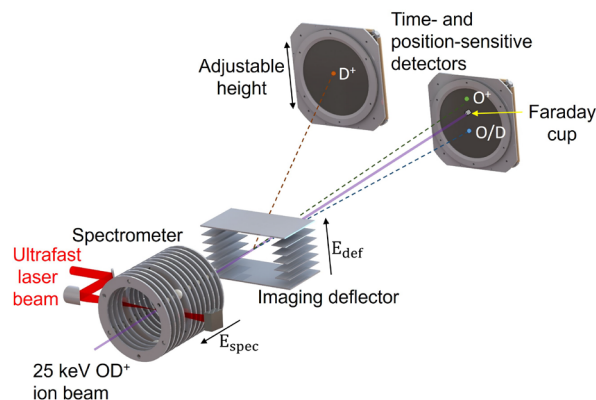 Time- and
position-sensitive
detectors
Adjustable
height
D⁺
O⁺
O/D
Faraday
cup
Spectrometer
E_def
Ultrafast
laser
beam
Imaging deflector
E_spec
25 keV OD⁺
ion beam